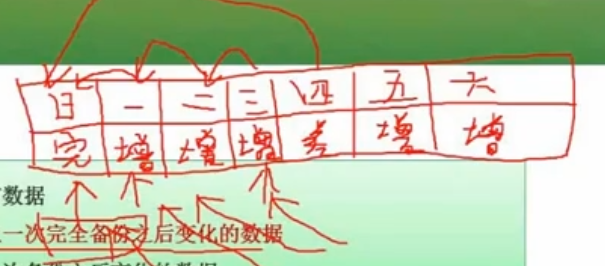 日 一 二 三 四 五 六
完 增 增 增 差 增 增
数据
一次完全备份之后变化的数据